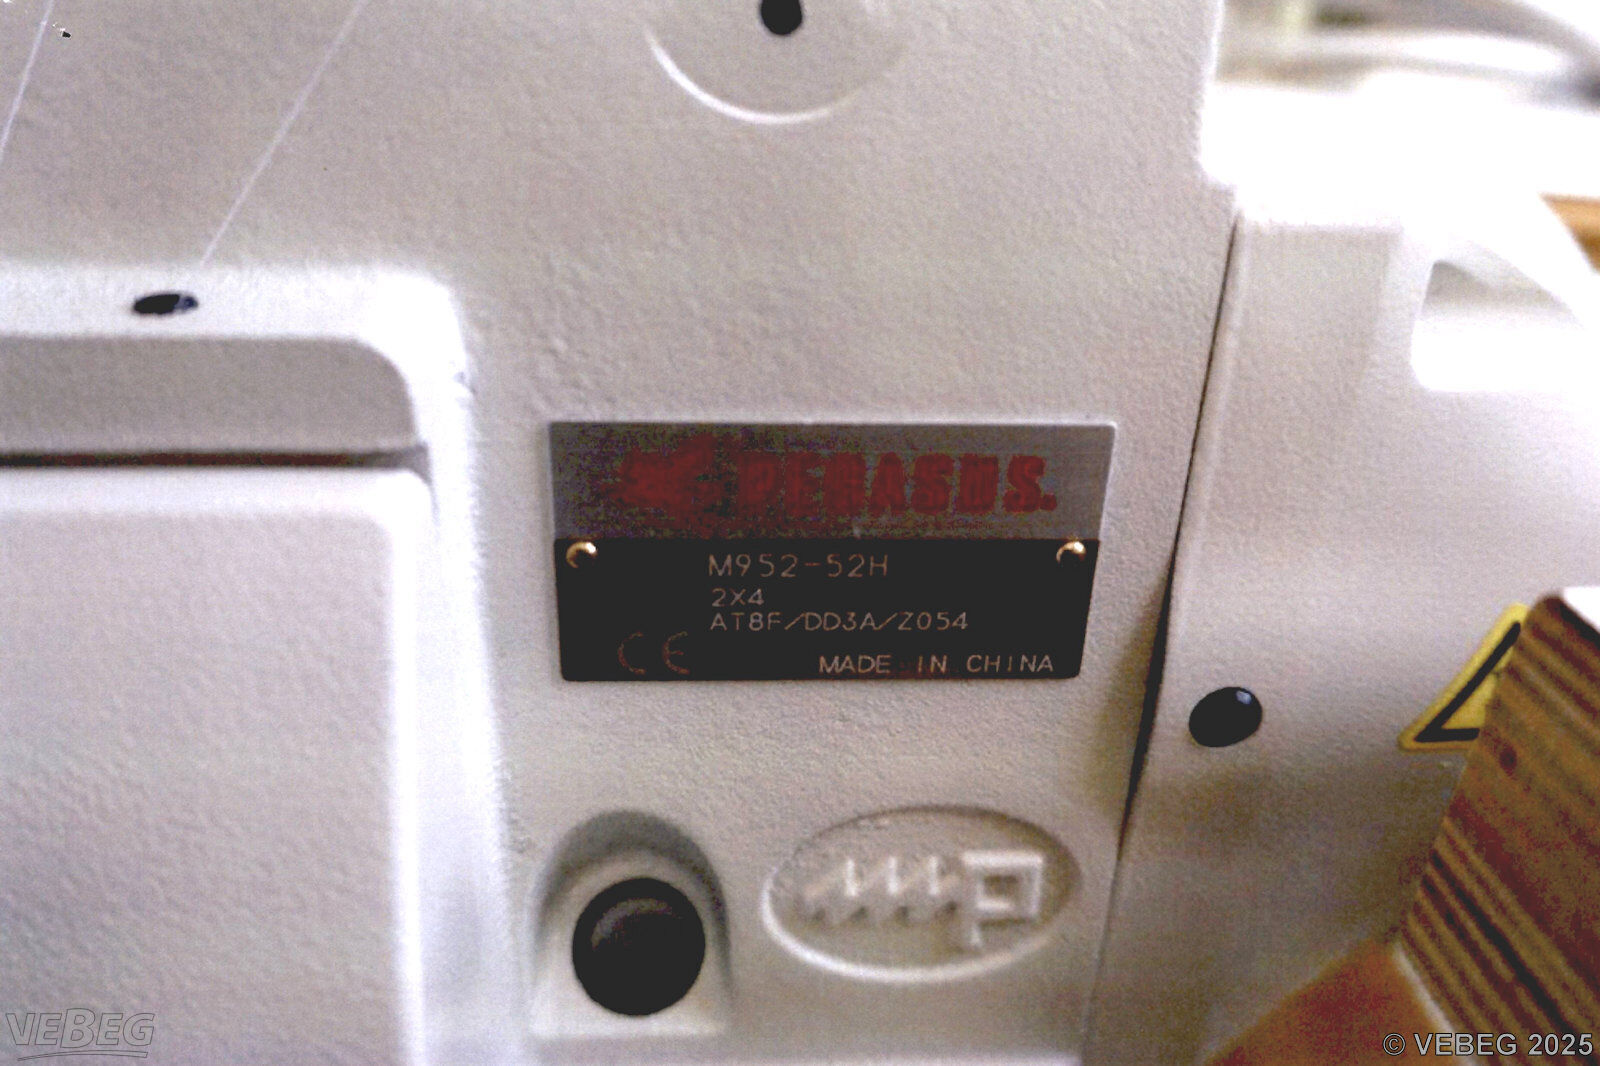 PEGASUS.
M952-52H
2X4
AT8F/DD3A/Z054
CE
MADE IN CHINA
VEBEG
© VEBEG 2025